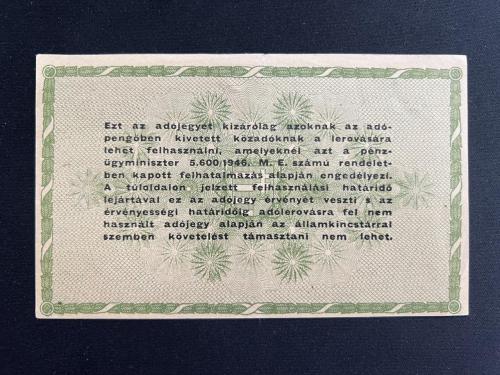 Ezt az adójegyet kizárólag azoknak az adó-
pengőben kivetett közadóknak a lerovására
lehet felhasználni, amelyeknél azt a pénz-
ügyminiszter 5.600/1946. M. E. számú rendelet-
ben kapott felhatalmazás alapján engedélyezi.
A túloldalon jelzett felhasználási határidő
lejártával ez az adójegy érvényét veszti s az
érvényességi határidőig adólerovásra fel nem
használt adójegy alapján az államkincstárral
szemben követelést támasztani nem lehet.